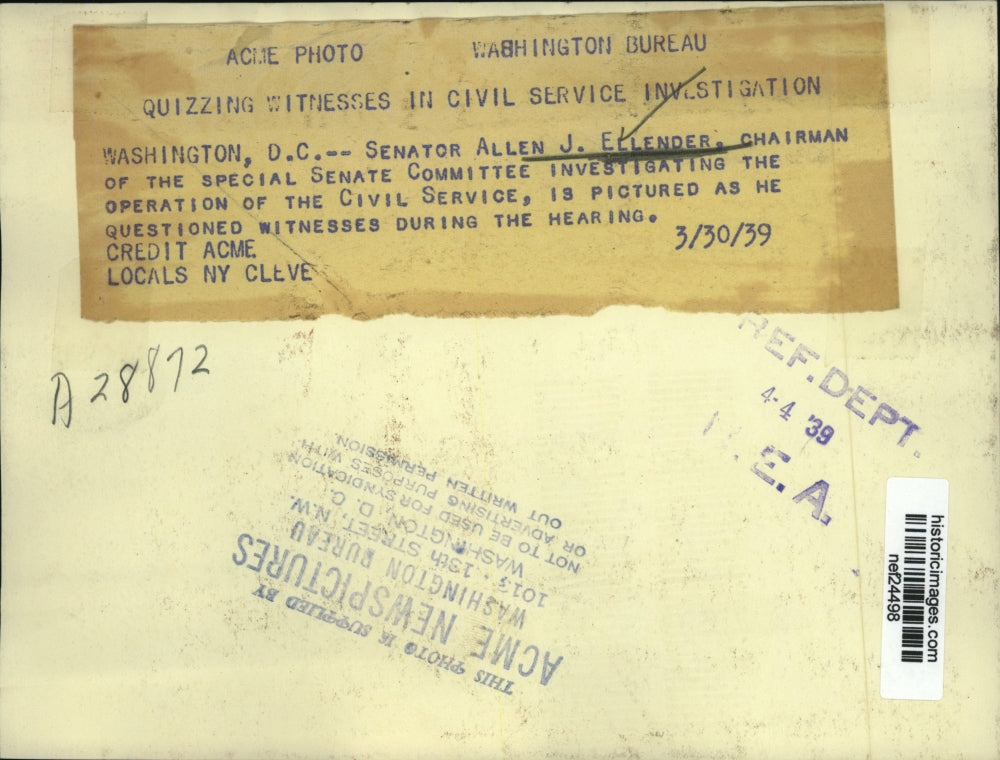 ACME PHOTO WASHINGTON BUREAU
QUIZZING WITNESSES IN CIVIL SERVICE INVESTIGATION
WASHINGTON, D.C.-- SENATOR ALLEN J. ELLENDER, CHAIRMAN
OF THE SPECIAL SENATE COMMITTEE INVESTIGATING THE
OPERATION OF THE CIVIL SERVICE, IS PICTURED AS HE
QUESTIONED WITNESSES DURING THE HEARING.
CREDIT ACME
LOCALS NY CLEVE
3/30/39
A 28872
REF. DEPT.
4-4 39
E. A.
THIS PHOTO IS SUPPLIED BY
ACME NEWSPICTURES
WASHINGTON BUREAU
1013 - 13th STREET, N.W.
WASHINGTON, D. C.
NOT TO BE USED FOR SYNDICATION
OR ADVERTISING PURPOSES WITH-
OUT WRITTEN PERMISSION.
historicimages.com
nef24498